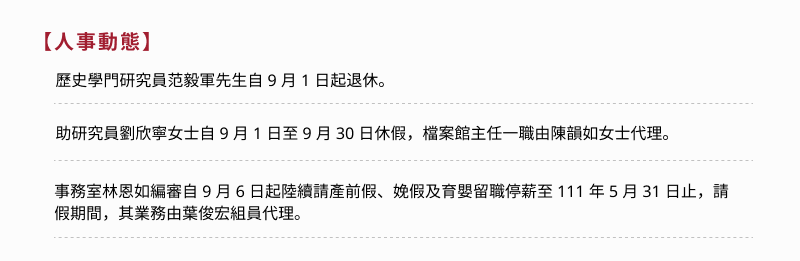 【人事動態】
歷史學門研究員范毅軍先生自 9 月 1 日起退休。
助研究員劉欣寧女士自 9 月 1 日至 9 月 30 日休假，檔案館主任一職由陳韻如女士代理。
事務室林恩如編審自 9 月 6 日起陸續請產前假、娩假及育嬰留職停薪至 111 年 5 月 31 日止，請
假期間，其業務由葉俊宏組員代理。